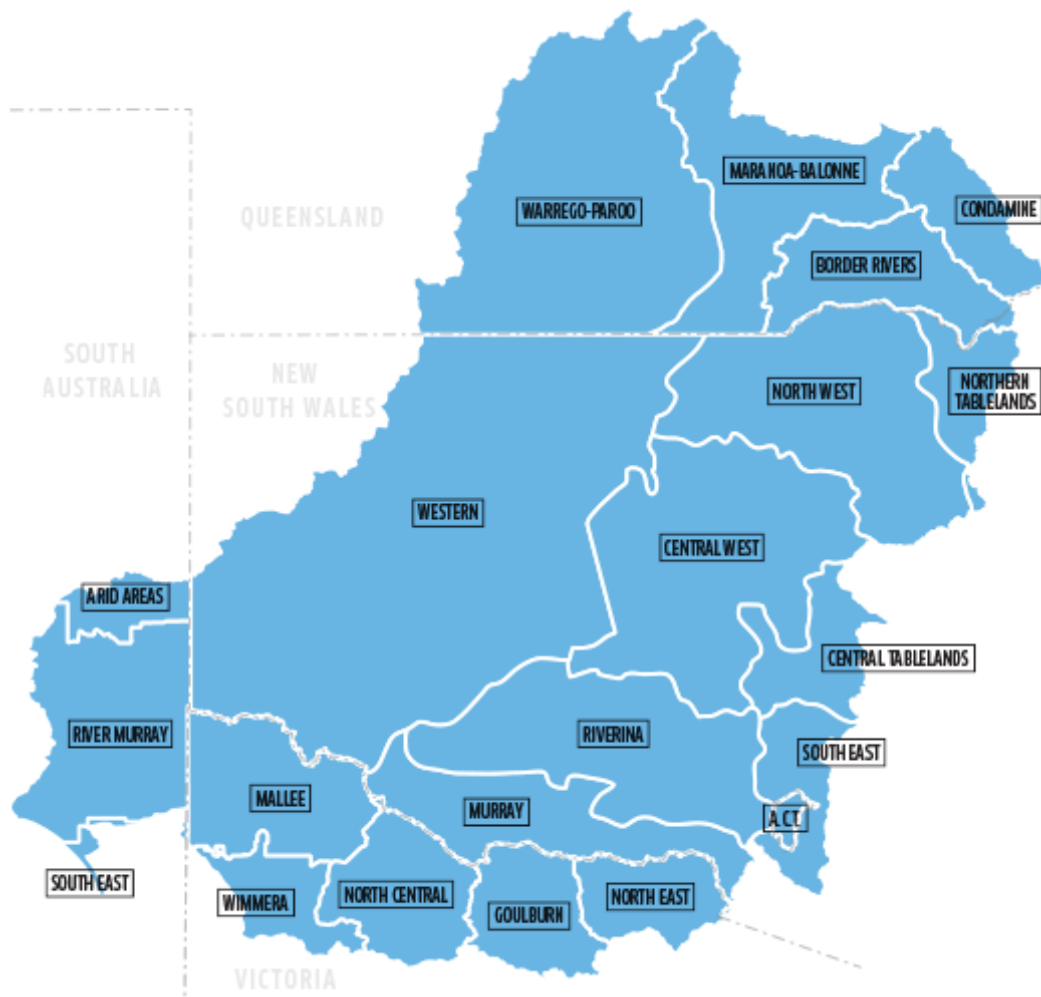 MARANOA-BALONNE
WARREGO-PAROO
QUEENSLAND
CONDAMINE
BORDER RIVERS
SOUTH
AUSTRALIA
NEW
SOUTH WALES
NORTH WEST
NORTHERN
TABLELANDS
WESTERN
CENTRAL WEST
ARID AREAS
CENTRAL TABLELANDS
RIVER MURRAY
RIVERINA
SOUTH EAST
MALLEE
MURRAY
A.C.T.
SOUTH EAST
WIMMERA
NORTH CENTRAL
GOULBURN
NORTH EAST
VICTORIA